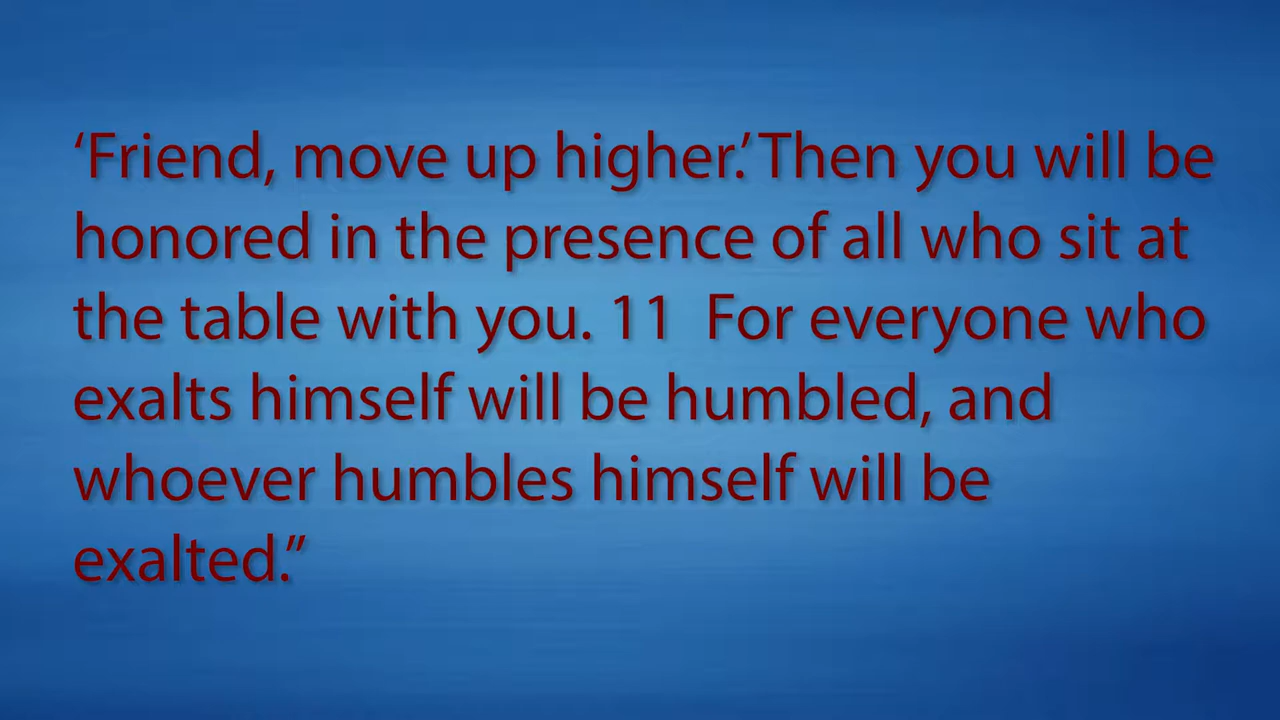 ‘Friend, move up higher.’ Then you will be
honored in the presence of all who sit at
the table with you. 11  For everyone who
exalts himself will be humbled, and
whoever humbles himself will be
exalted.”